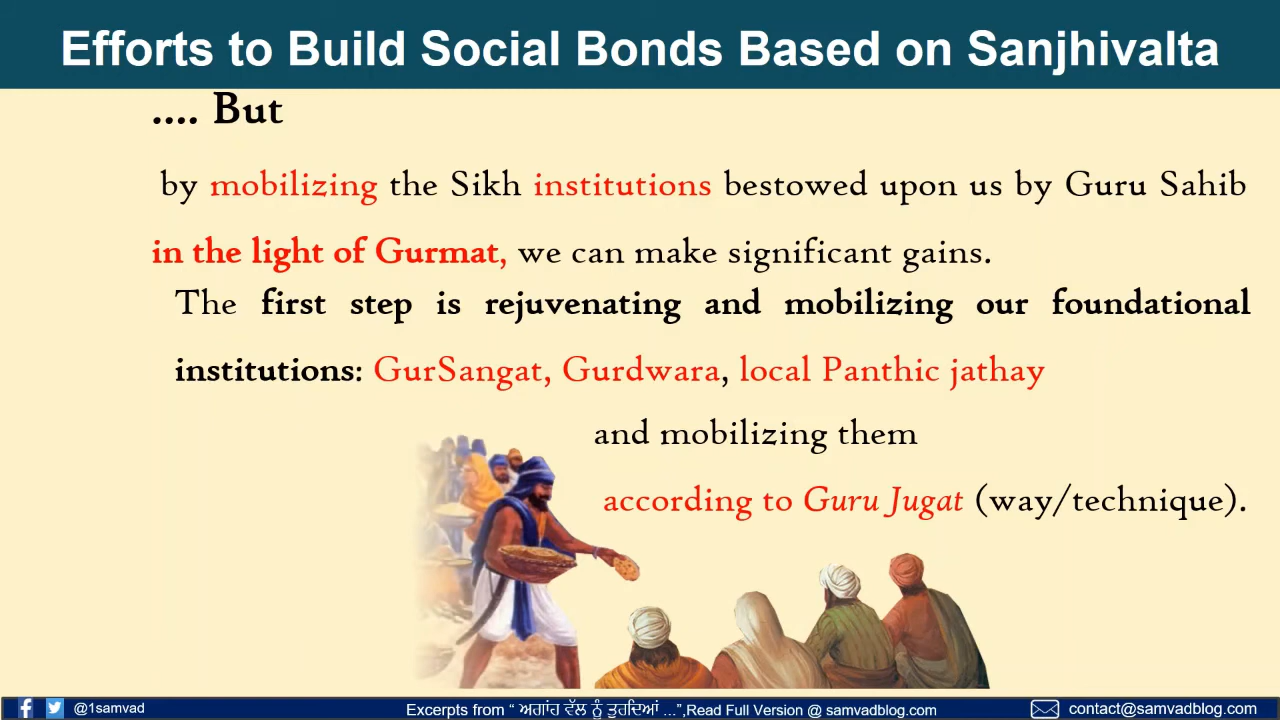 Efforts to Build Social Bonds Based on Sanjhivalta
.... But
by mobilizing the Sikh institutions bestowed upon us by Guru Sahib
in the light of Gurmat, we can make significant gains.
The first step is rejuvenating and mobilizing our foundational
institutions: GurSangat, Gurdwara, local Panthic jathay
and mobilizing them
according to Guru Jugat (way/technique).
@1samvad
Excerpts from “ ਅਗਾਂਹ ਵੱਲ ਨੂੰ ਤੁਰਦਿਆਂ ...”,Read Full Version @ samvadblog.com
contact@samvadblog.com